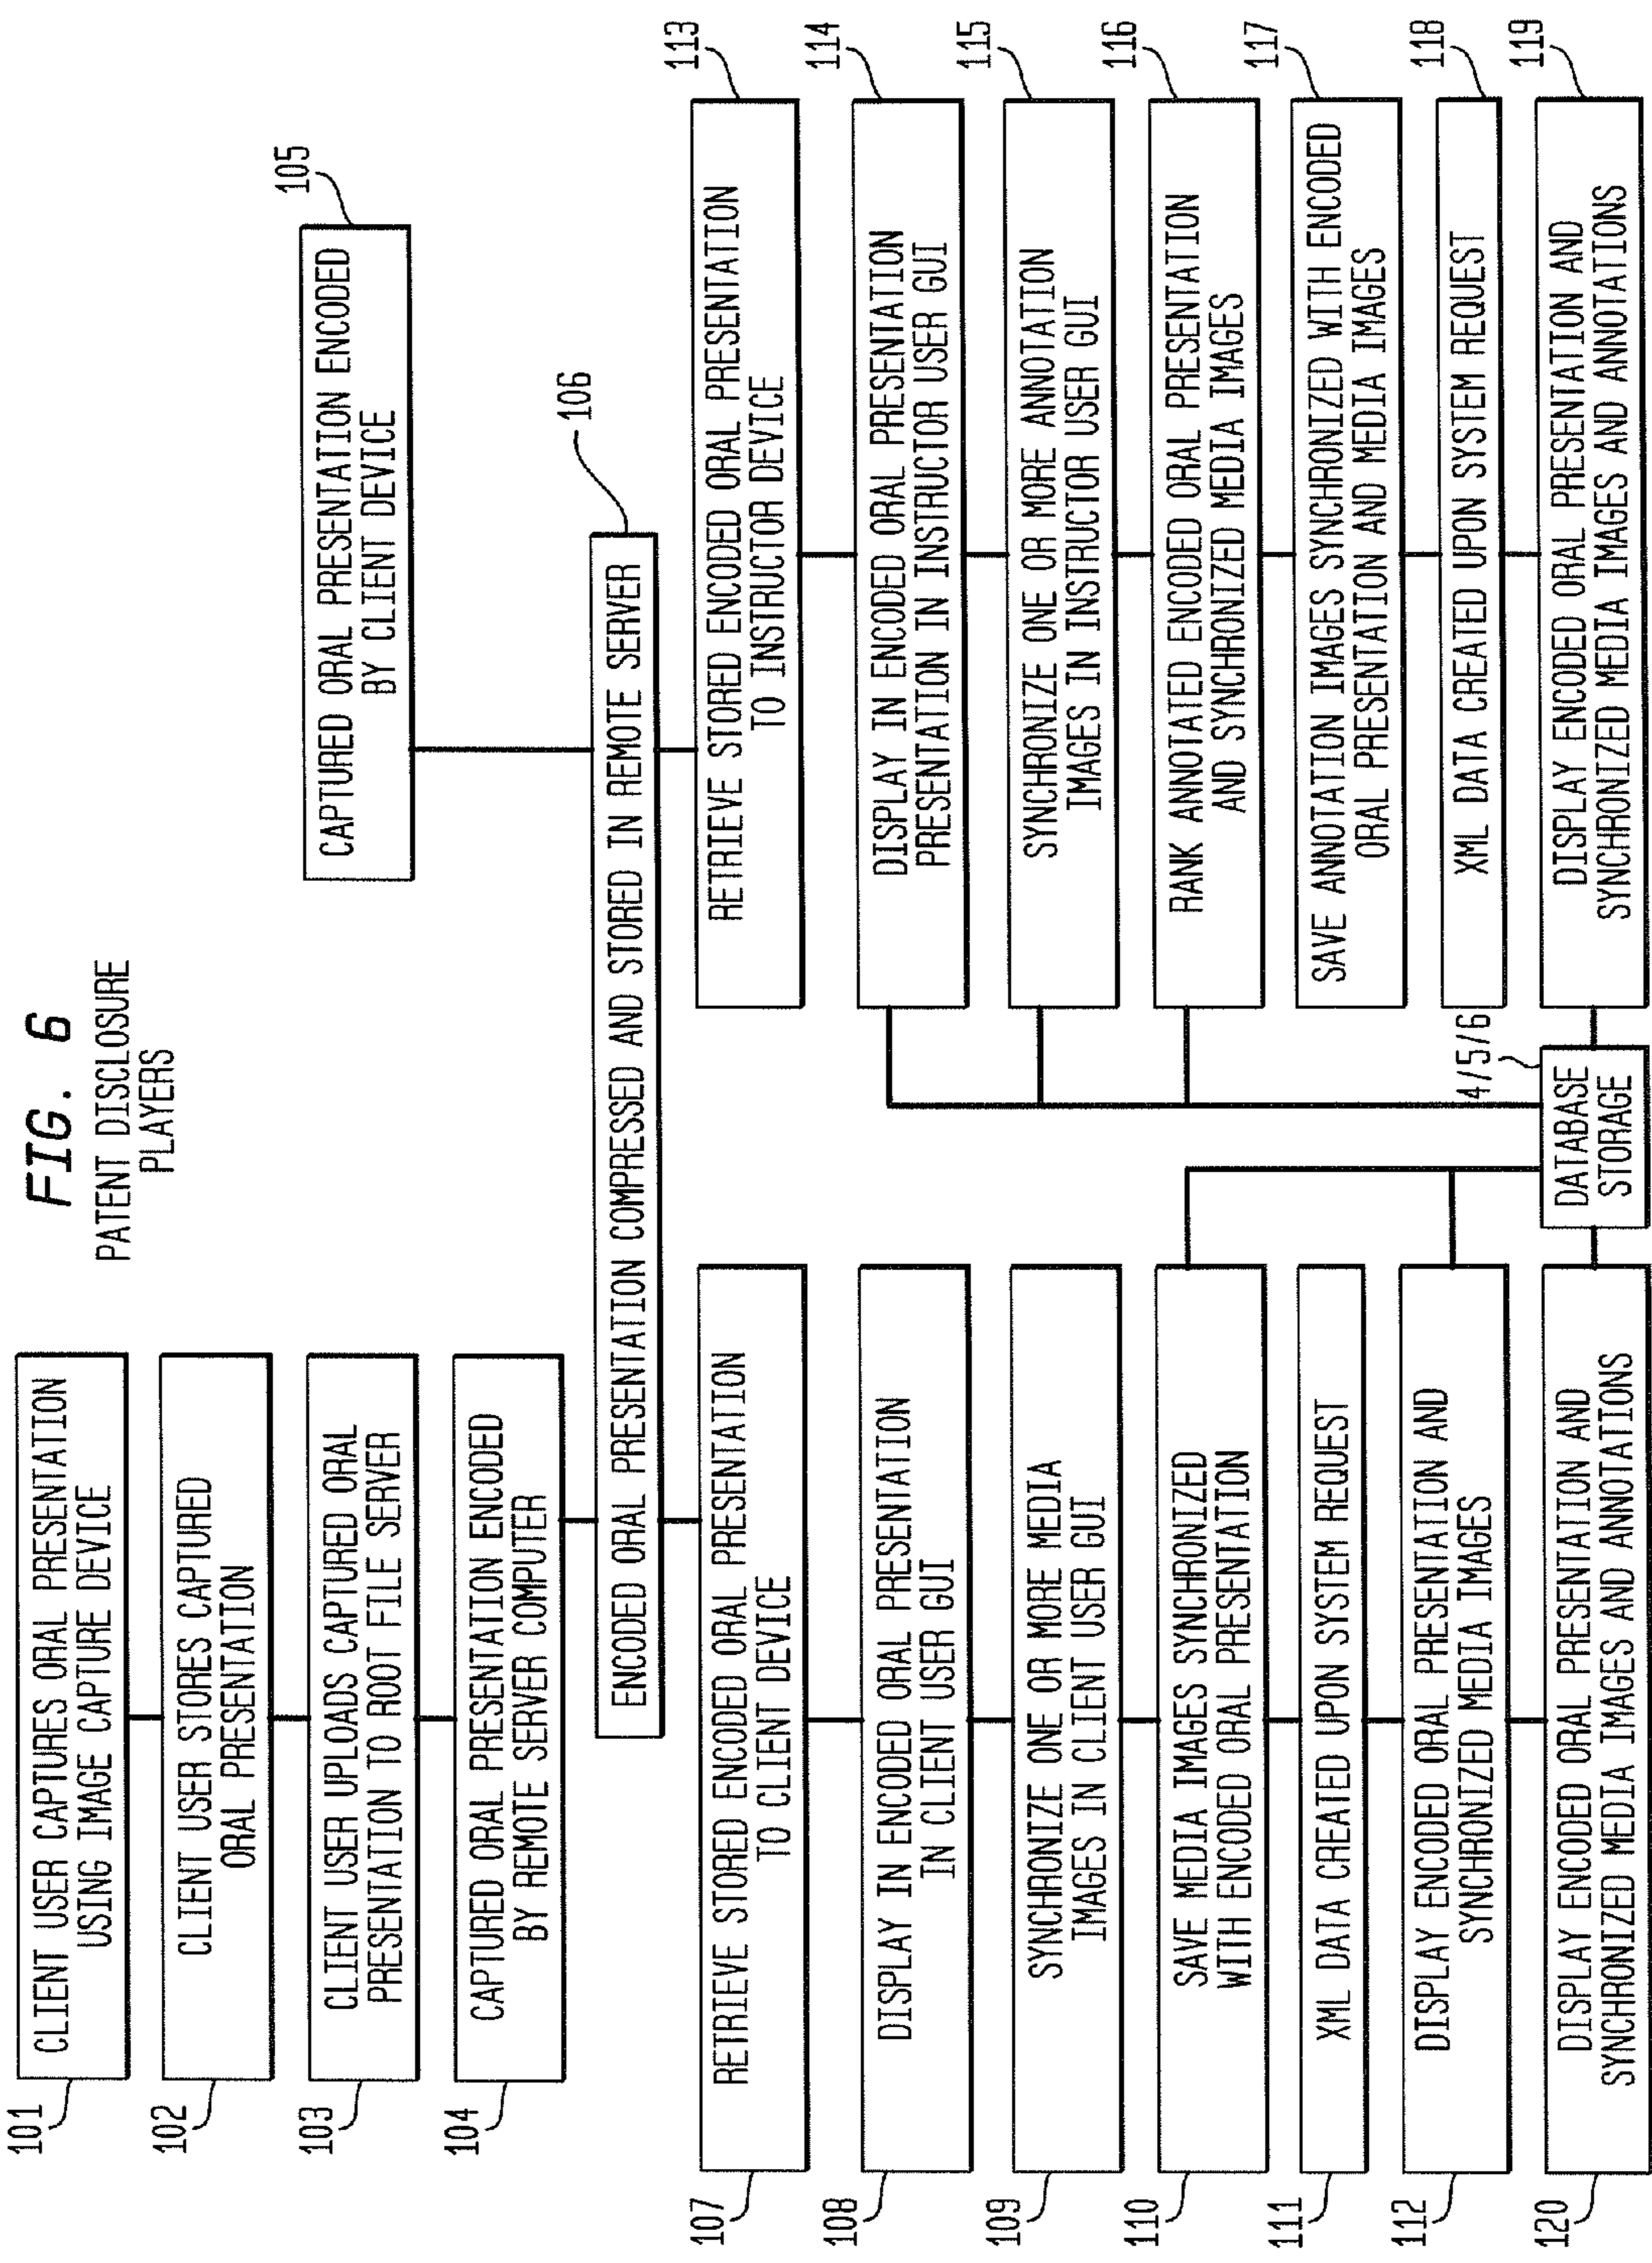 FIG. 6
PATENT DISCLOSURE
PLAYERS
101
CLIENT USER CAPTURES ORAL PRESENTATION
USING IMAGE CAPTURE DEVICE
102
CLIENT USER STORES CAPTURED
ORAL PRESENTATION
103
CLIENT USER UPLOADS CAPTURED ORAL
PRESENTATION TO ROOT FILE SERVER
104
CAPTURED ORAL PRESENTATION ENCODED
BY REMOTE SERVER COMPUTER
105
CAPTURED ORAL PRESENTATION ENCODED
BY CLIENT DEVICE
106
ENCODED ORAL PRESENTATION COMPRESSED AND STORED IN REMOTE SERVER
107
RETRIEVE STORED ENCODED ORAL PRESENTATION
TO CLIENT DEVICE
108
DISPLAY IN ENCODED ORAL PRESENTATION
IN CLIENT USER GUI
109
SYNCHRONIZE ONE OR MORE MEDIA
IMAGES IN CLIENT USER GUI
110
SAVE MEDIA IMAGES SYNCHRONIZED
WITH ENCODED ORAL PRESENTATION
111
XML DATA CREATED UPON SYSTEM REQUEST
112
DISPLAY ENCODED ORAL PRESENTATION AND
SYNCHRONIZED MEDIA IMAGES
120
DISPLAY ENCODED ORAL PRESENTATION AND
SYNCHRONIZED MEDIA IMAGES AND ANNOTATIONS
113
RETRIEVE STORED ENCODED ORAL PRESENTATION
TO INSTRUCTOR DEVICE
114
DISPLAY IN ENCODED ORAL PRESENTATION
PRESENTATION IN INSTRUCTOR USER GUI
115
SYNCHRONIZE ONE OR MORE ANNOTATION
IMAGES IN INSTRUCTOR USER GUI
116
RANK ANNOTATED ENCODED ORAL PRESENTATION
AND SYNCHRONIZED MEDIA IMAGES
117
SAVE ANNOTATION IMAGES SYNCHRONIZED WITH ENCODED
ORAL PRESENTATION AND MEDIA IMAGES
118
XML DATA CREATED UPON SYSTEM REQUEST
119
DISPLAY ENCODED ORAL PRESENTATION AND
SYNCHRONIZED MEDIA IMAGES AND ANNOTATIONS
4/5/6
DATABASE
STORAGE